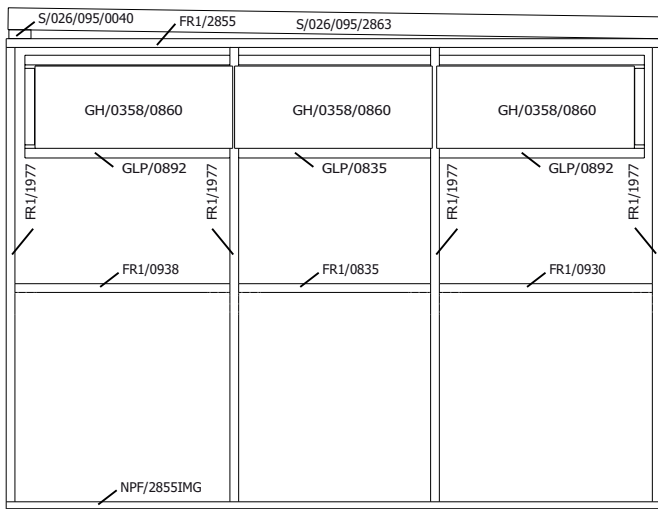 S/026/095/0040
FR1/2855
S/026/095/2863
GH/0358/0860
GH/0358/0860
GH/0358/0860
GLP/0892
GLP/0835
GLP/0892
FR1/1977
FR1/1977
FR1/1977
FR1/1977
FR1/0938
FR1/0835
FR1/0930
NPF/2855IMG